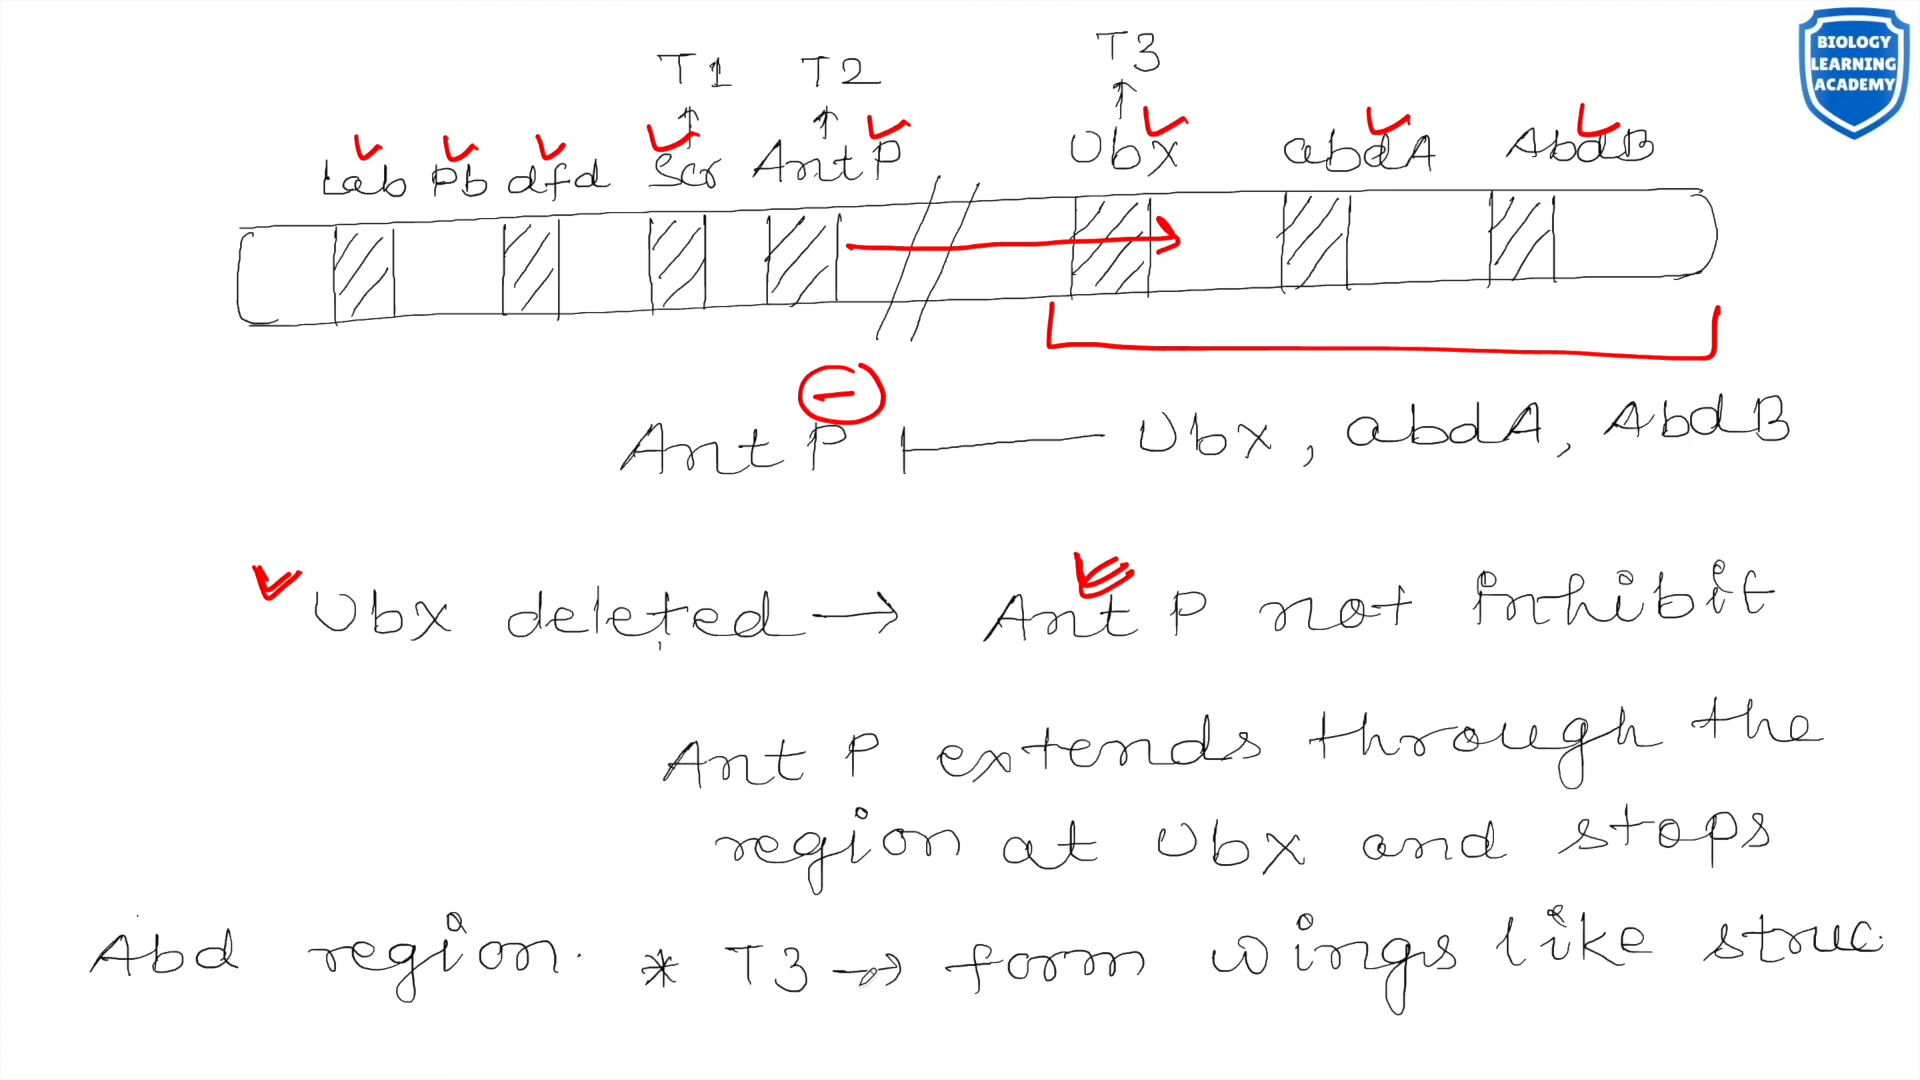 T1 T2 T3
Lab Pb dfd Scr AntP Ubx abdA AbdB
BIOLOGY
LEARNING
ACADEMY
Ant P Ubx, abdA, AbdB
Ubx deleted → Ant P not inhibit
Ant P extends through the
region at Ubx and stops
Abd region. * T3 → form wings like struc.